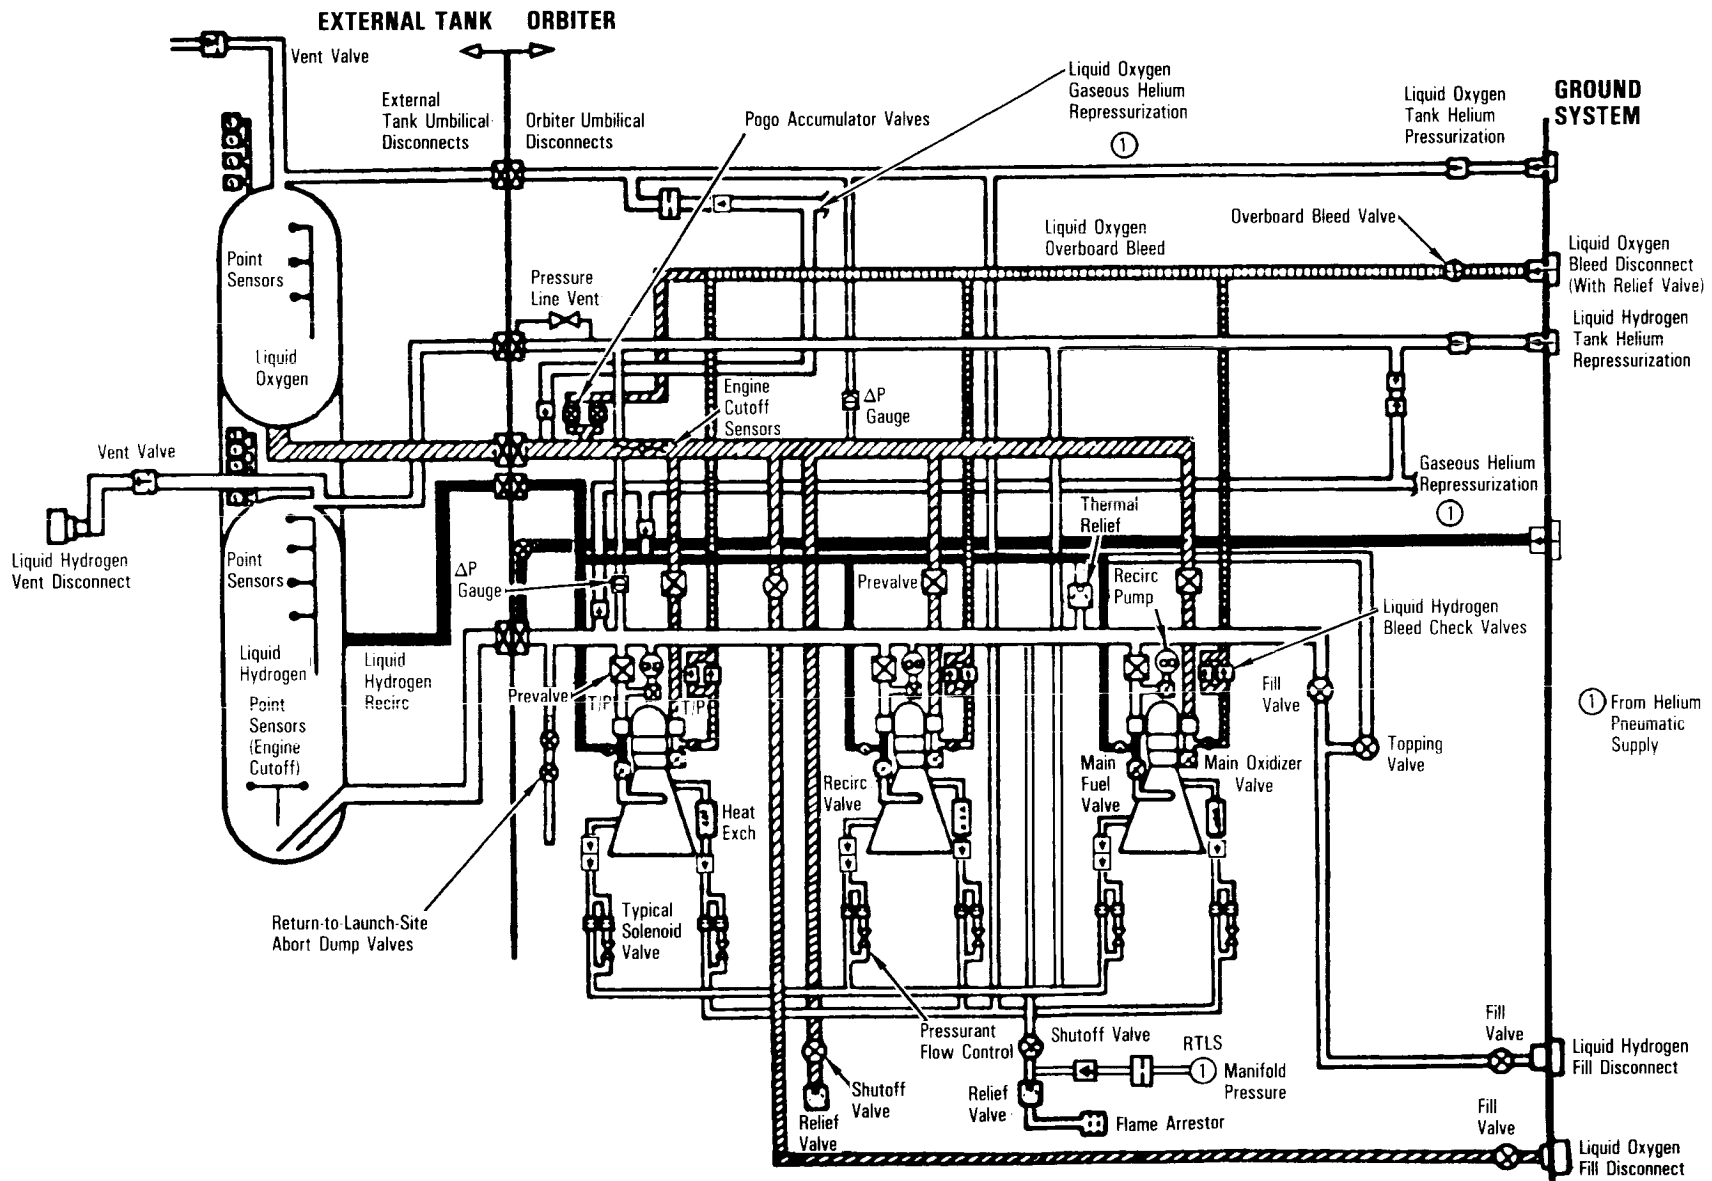 EXTERNAL TANK
ORBITER
Vent Valve
External
Tank Umbilical
Disconnects
Orbiter Umbilical
Disconnects
Pogo Accumulator Valves
Liquid Oxygen
Gaseous Helium
Repressurization
1
Liquid Oxygen
Tank Helium
Pressurization
GROUND
SYSTEM
Point
Sensors
Liquid
Oxygen
Pressure
Line Vent
Liquid Oxygen
Overboard Bleed
Overboard Bleed Valve
Liquid Oxygen
Bleed Disconnect
(With Relief Valve)
Liquid Hydrogen
Tank Helium
Repressurization
Engine
Cutoff
Sensors
ΔP
Gauge
Vent Valve
Liquid Hydrogen
Vent Disconnect
Gaseous Helium
Repressurization
1
Thermal
Relief
Point
Sensors
ΔP
Gauge
Prevalve
Recirc
Pump
Liquid Hydrogen
Bleed Check Valves
Liquid
Hydrogen
Liquid
Hydrogen
Recirc
Point
Sensors
(Engine
Cutoff)
Prevalve
T/P
T/P
Fill
Valve
1 From Helium
Pneumatic
Supply
Topping
Valve
Heat
Exch
Recirc
Valve
Main
Fuel
Valve
Main Oxidizer
Valve
Return-to-Launch-Site
Abort Dump Valves
Typical
Solenoid
Valve
Pressurant
Flow Control
Shutoff Valve
RTLS
1 Manifold
Pressure
Shutoff
Valve
Relief
Valve
Relief
Valve
Flame Arrestor
Fill
Valve
Liquid Hydrogen
Fill Disconnect
Fill
Valve
Liquid Oxygen
Fill Disconnect